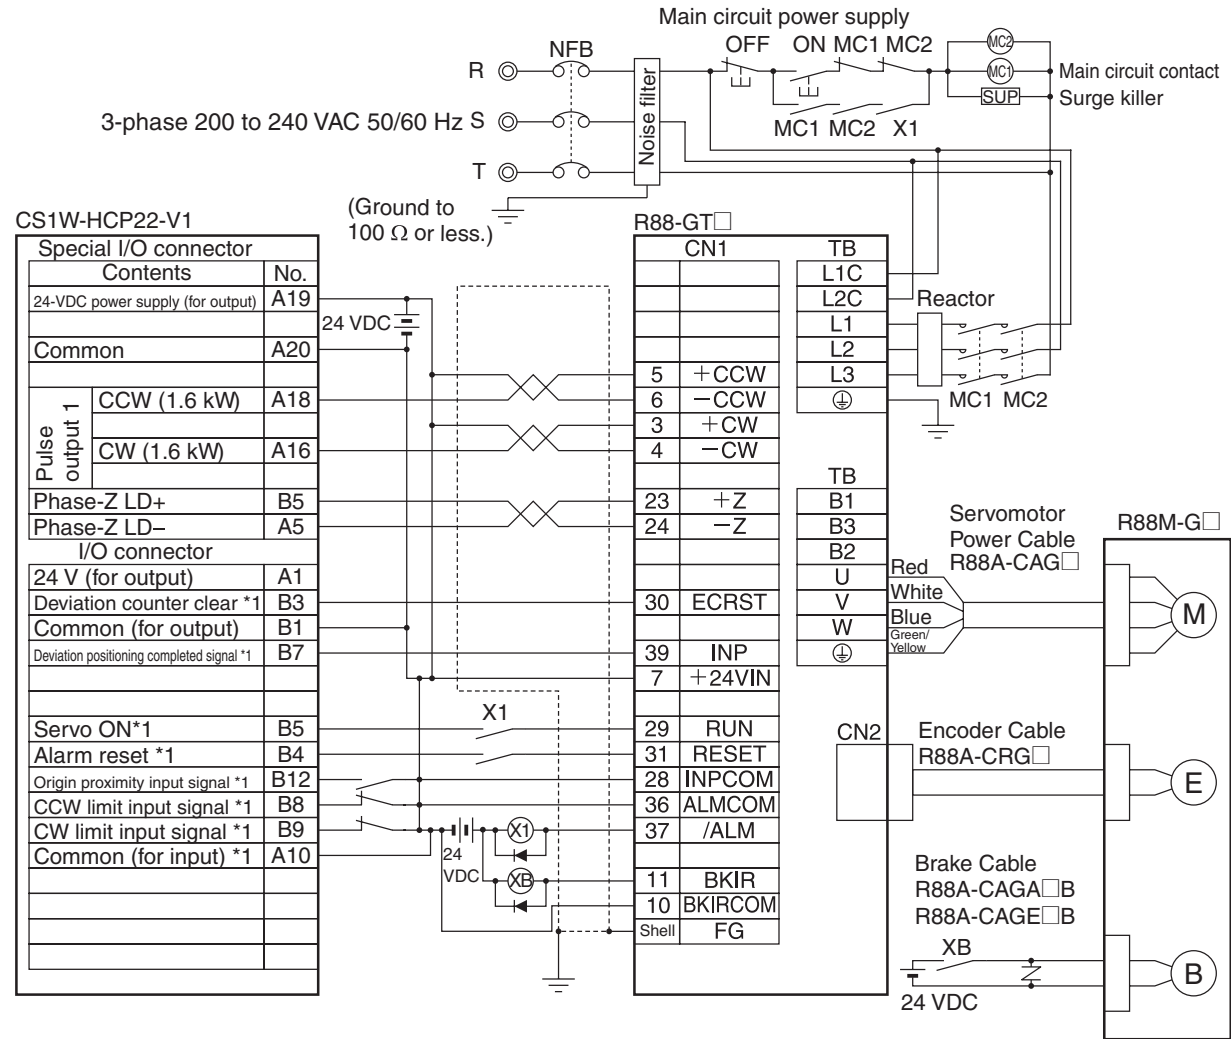 Main circuit power supply
OFF ON MC1 MC2
MC2
NFB
R
MC1
Main circuit contact
SUP
Surge killer
Noise filter
3-phase 200 to 240 VAC 50/60 Hz S
MC1 MC2 X1
T
(Ground to
100 Ω or less.)
CS1W-HCP22-V1
Special I/O connector
Contents No.
24-VDC power supply (for output) A19
Common A20
Pulse output 1
CCW (1.6 kW) A18
CW (1.6 kW) A16
Phase-Z LD+ B5
Phase-Z LD− A5
I/O connector
24 V (for output) A1
Deviation counter clear *1 B3
Common (for output) B1
Deviation positioning completed signal *1 B7
Servo ON*1 B5
Alarm reset *1 B4
Origin proximity input signal *1 B12
CCW limit input signal *1 B8
CW limit input signal *1 B9
Common (for input) *1 A10
24 VDC
X1
X1
24
VDC
XB
R88-GT□
CN1
5 +CCW
6 −CCW
3 +CW
4 −CW
23 +Z
24 −Z
30 ECRST
39 INP
7 +24VIN
29 RUN
31 RESET
28 INPCOM
36 ALMCOM
37 /ALM
11 BKIR
10 BKIRCOM
Shell FG
TB
L1C
L2C
L1
L2
L3
Reactor
MC1 MC2
TB
B1
B3
B2
U
V
W
Red
White
Blue
Green/
Yellow
Servomotor
Power Cable
R88A-CAG□
R88M-G□
M
CN2
Encoder Cable
R88A-CRG□
E
Brake Cable
R88A-CAGA□B
R88A-CAGE□B
XB
24 VDC
B